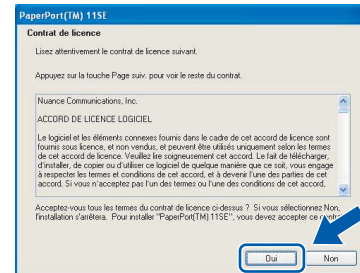 PaperPort(TM) 11SE
Contrat de licence
Lisez attentivement le contrat de licence suivant.
Appuyez sur la touche Page suiv. pour voir le reste du contrat.
Nuance Communications, Inc.
ACCORD DE LICENCE LOGICIEL
Le logiciel et les éléments connexes fournis dans le cadre de cet accord de licence sont
fournis sous licence, et non vendus, et peuvent être utilisés uniquement selon les termes
de cet accord de licence. Veuillez lire soigneusement cet accord. Le fait de télécharger,
d'installer, de copier ou d'utiliser ce logiciel de quelque manière que ce soit, vous engage
à respecter les termes et conditions de cet accord, et à devenir l'une des parties de cet
accord. Si vous n'acceptez pas l'un des termes ou l'une des conditions de cet accord,
Acceptez-vous tous les termes du contrat de licence ci-dessus ? Si vous sélectionnez Non,
l'installation s'arrêtera. Pour installer "PaperPort(TM) 11SE", vous devez accepter ce
Oui
Non